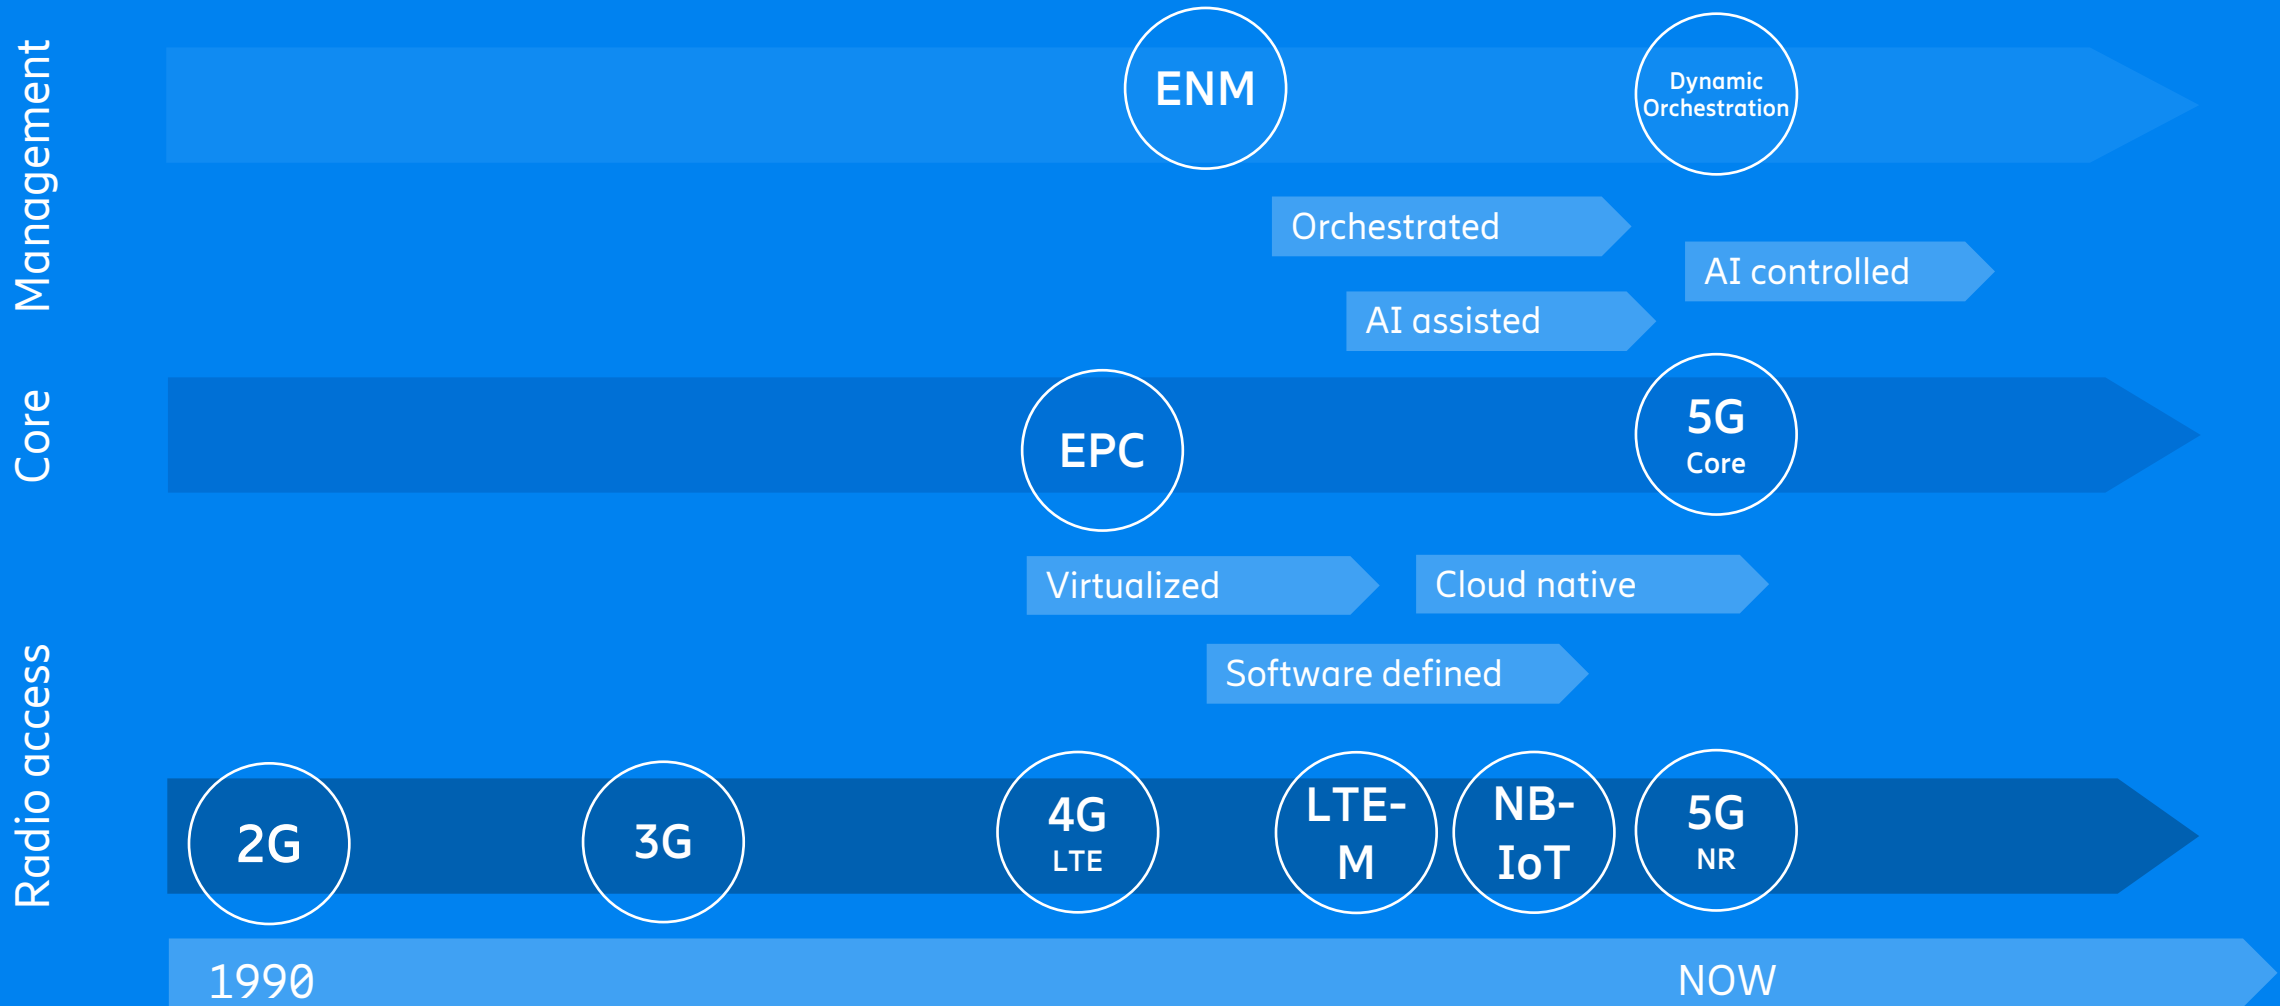 Management
ENM
Dynamic
Orchestration
Orchestrated
AI controlled
AI assisted
Core
EPC
5G
Core
Virtualized
Cloud native
Software defined
Radio access
2G
3G
4G
LTE
LTE-
M
NB-
IoT
5G
NR
1990
NOW